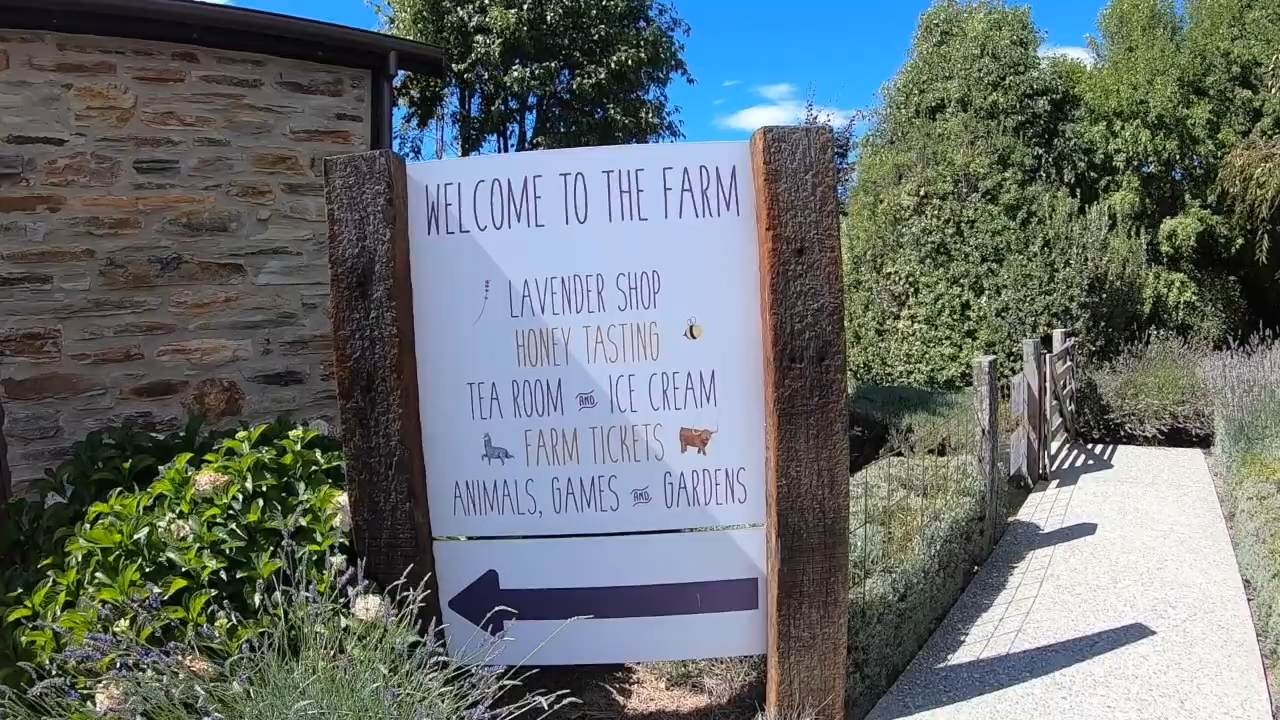 WELCOME TO THE FARM
LAVENDER SHOP
HONEY TASTING
TEA ROOM AND ICE CREAM
FARM TICKETS
ANIMALS, GAMES AND GARDENS